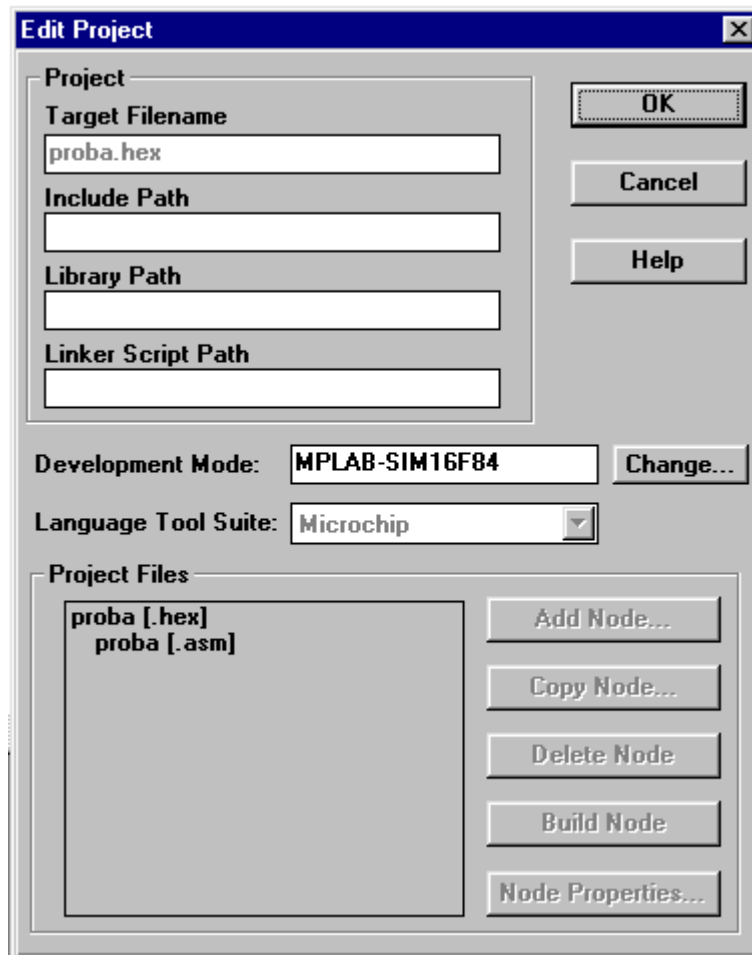 Edit Project
Project
Target Filename
proba.hex
Include Path
Library Path
Linker Script Path
OK
Cancel
Help
Development Mode: MPLAB-SIM16F84 Change...
Language Tool Suite: Microchip
Project Files
proba [.hex]
proba [.asm]
Add Node...
Copy Node...
Delete Node
Build Node
Node Properties...